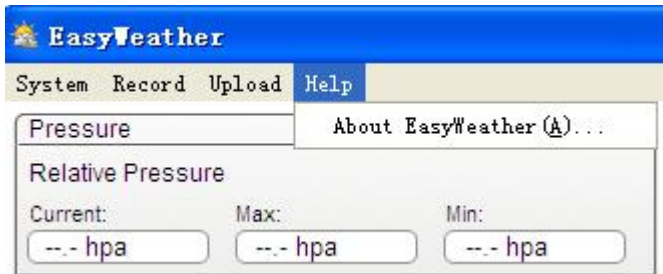 EasyWeather
System Record Upload Help
About EasyWeather(A)...
Pressure
Relative Pressure
Current: Max: Min:
--.- hpa --.- hpa --.- hpa